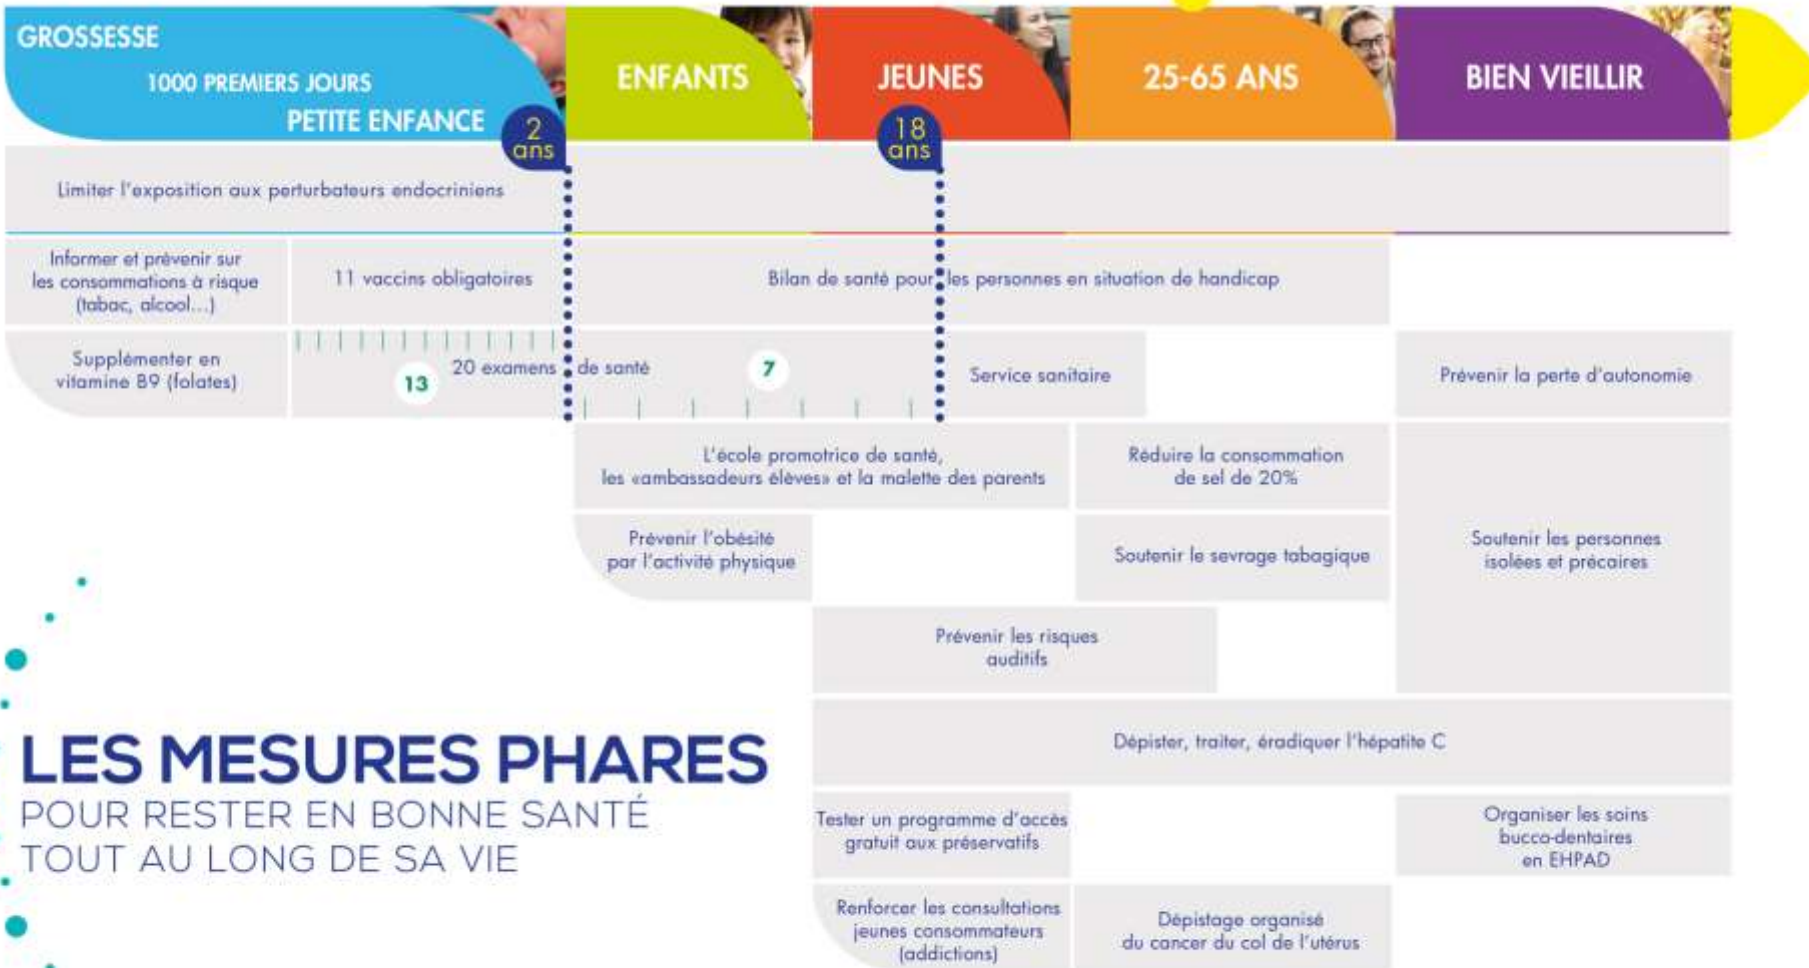 GROSSESSE
1000 PREMIERS JOURS
PETITE ENFANCE
2
ans
ENFANTS
JEUNES
18
ans
25-65 ANS
BIEN VIEILLIR
Limiter l'exposition aux perturbateurs endocriniens
Informer et prévenir sur
les consommations à risque
(tabac, alcool...)
11 vaccins obligatoires
Bilan de santé pour les personnes en situation de handicap
Supplémenter en
vitamine B9 (folates)
13
20 examens de santé
7
Service sanitaire
Prévenir la perte d'autonomie
L'école promotrice de santé,
les «ambassadeurs élèves» et la malette des parents
Réduire la consommation
de sel de 20%
Prévenir l'obésité
par l'activité physique
Soutenir le sevrage tabagique
Soutenir les personnes
isolées et précaires
Prévenir les risques
auditifs
Dépister, traiter, éradiquer l'hépatite C
LES MESURES PHARES
POUR RESTER EN BONNE SANTÉ
TOUT AU LONG DE SA VIE
Tester un programme d'accès
gratuit aux préservatifs
Organiser les soins
bucco-dentaires
en EHPAD
Renforcer les consultations
jeunes consommateurs
(addictions)
Dépistage organisé
du cancer du col de l'utérus